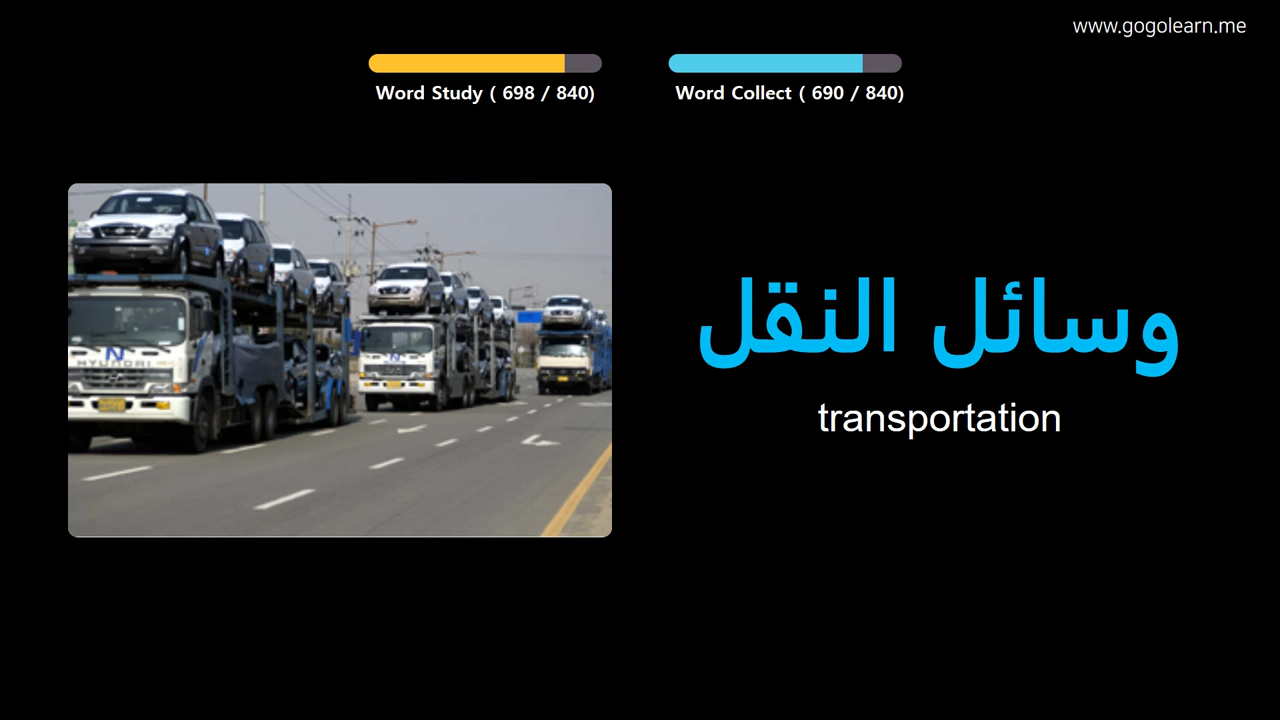 www.gogolearn.me
Word Study ( 698 / 840)
Word Collect ( 690 / 840)
HYUNDAI
وسائل النقل
transportation